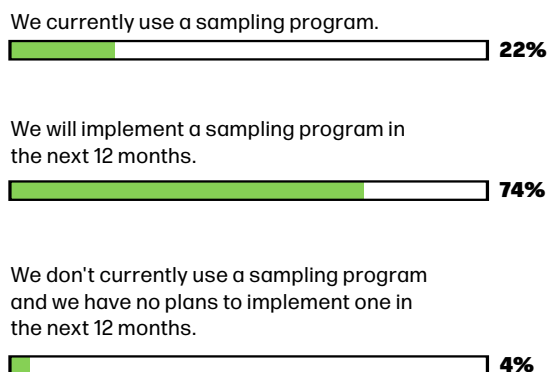 We currently use a sampling program.
22%
We will implement a sampling program in
the next 12 months.
74%
We don't currently use a sampling program
and we have no plans to implement one in
the next 12 months.
4%